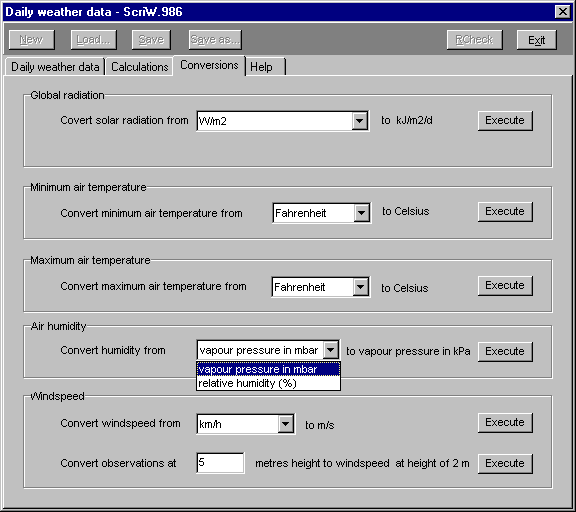 Daily weather data - ScriW.986
New Load... Save Save as... RCheck Exit
Daily weather data Calculations Conversions Help
Global radiation
Covert solar radiation from W/m2 to kJ/m2/d Execute
Minimum air temperature
Convert minimum air temperature from Fahrenheit to Celsius Execute
Maximum air temperature
Convert maximum air temperature from Fahrenheit to Celsius Execute
Air humidity
Convert humidity from vapour pressure in mbar to vapour pressure in kPa Execute
vapour pressure in mbar
relative humidity (%)
Windspeed
Convert windspeed from km/h to m/s Execute
Convert observations at 5 metres height to windspeed at height of 2 m Execute